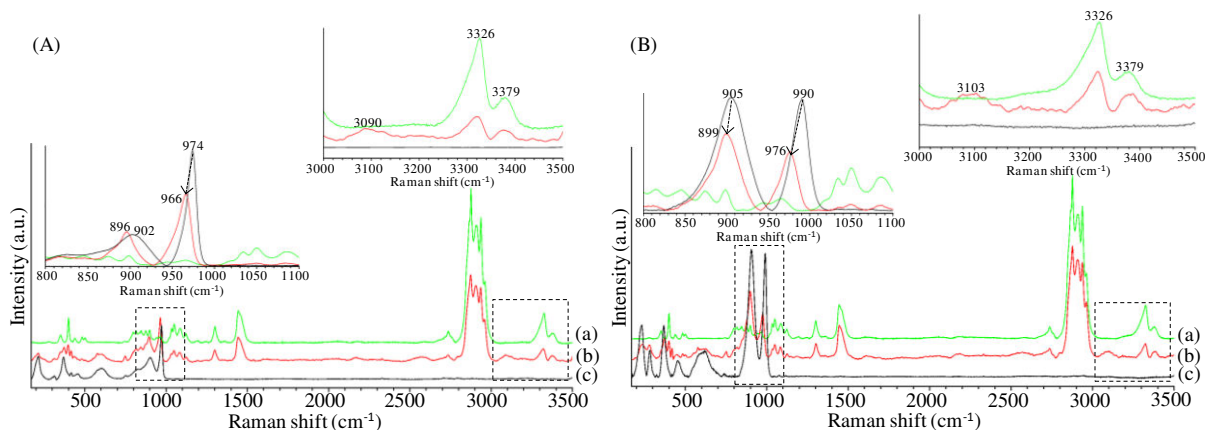 (A)
3326
3379
3090
3000 3100 3200 3300 3400 3500
Raman shift (cm-1)
974
966
896 902
800 900 966 1000 1050 1100
Raman shift (cm-1)
Intensity (a.u.)
(a)
(b)
(c)
500 1000 1500 2000 2500 3000 3500
Raman shift (cm-1)
(B)
3326
3379
3103
3000 3100 3200 3300 3400 3500
Raman shift (cm-1)
905 990
899
976
800 850 900 950 1000 1050 1100
Raman shift (cm-1)
Intensity (a.u.)
(a)
(b)
(c)
500 1000 1500 2000 2500 3000 3500
Raman shift (cm-1)